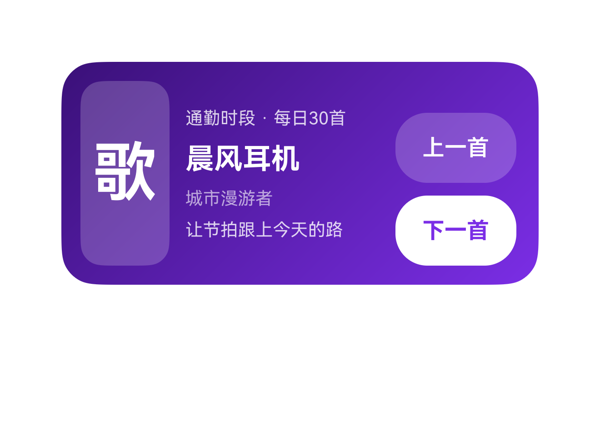 歌
通勤时段 · 每日30首
晨风耳机
城市漫游者
让节拍跟上今天的路
上一首
下一首